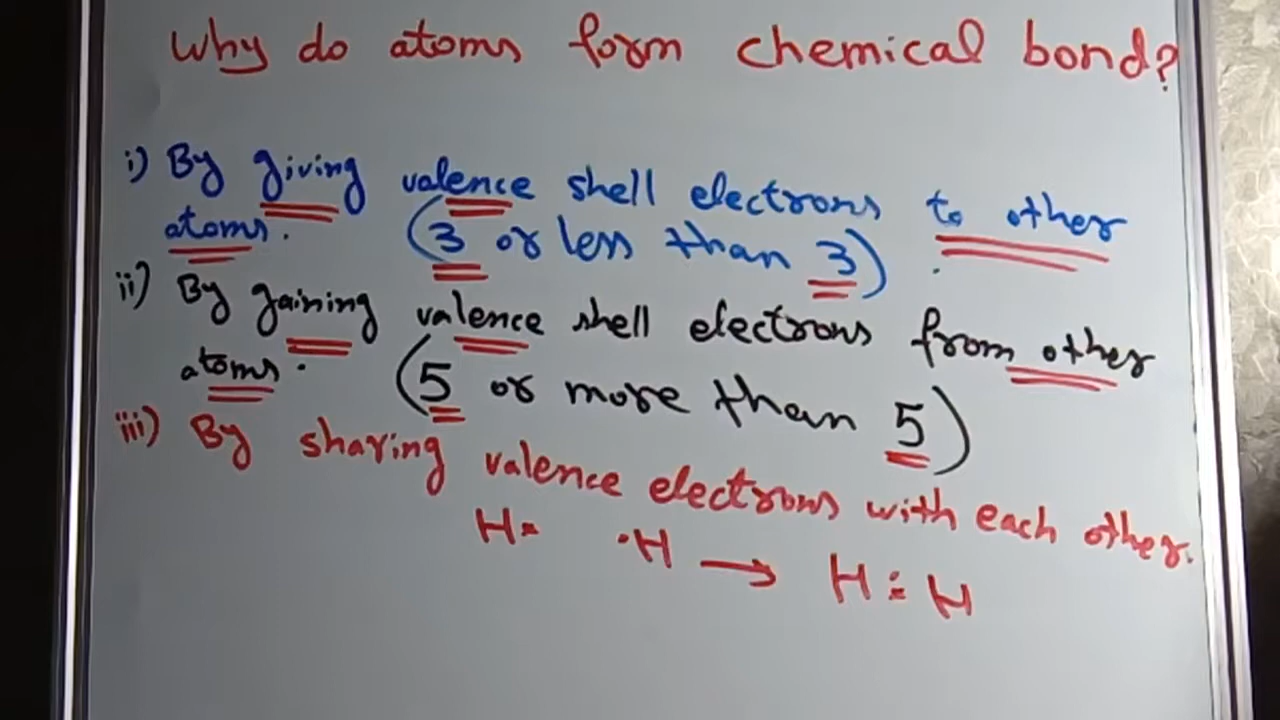 Why do atoms form chemical bond?
i) By giving valence shell electrons to other
atoms. (3 or less than 3)
ii) By gaining valence shell electrons from other
atoms. (5 or more than 5)
iii) By sharing valence electrons with each other.
H× ·H → H:H